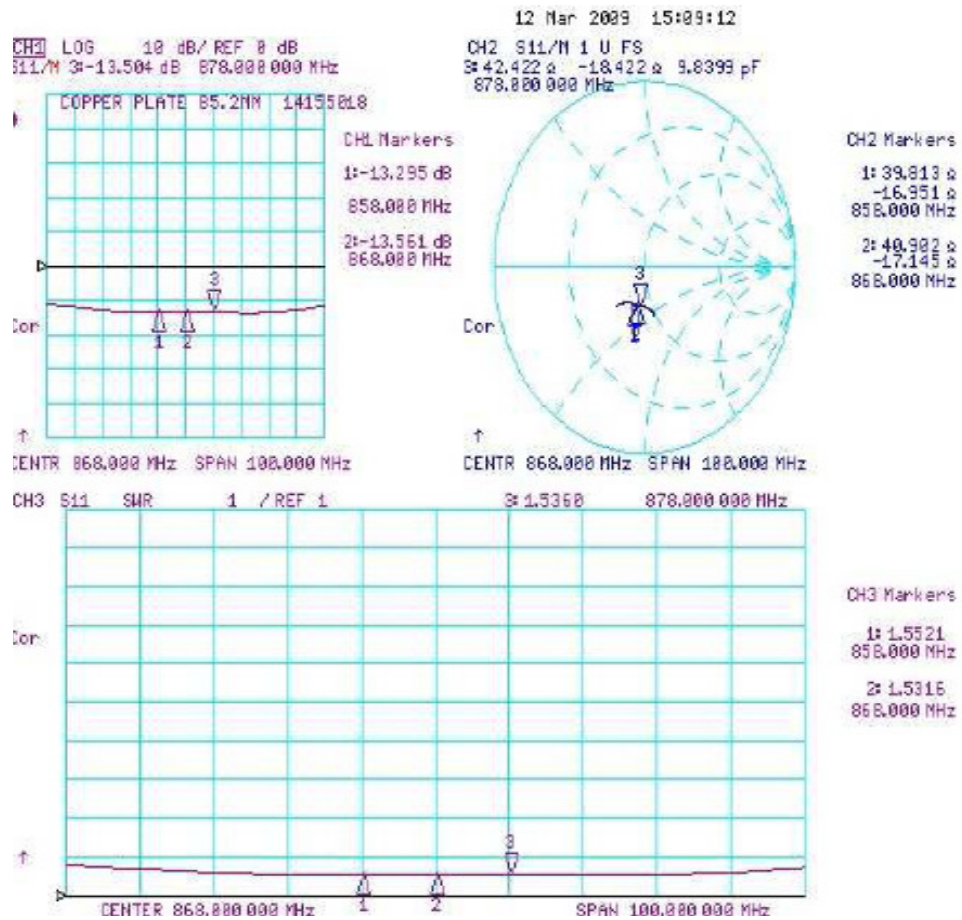 12 Mar 2009 15:09:12
CH1 LOG 10 dB/ REF 0 dB
S11/M 3:-13.504 dB 878.000 000 MHz
COPPER PLATE 85.2MM 14155018
CH1 Markers
1:-13.295 dB
858.000 MHz
2:-13.561 dB
868.000 MHz
3
1 2
Cor
↑
CENTR 868.000 MHz SPAN 100.000 MHz
CH2 S11/M 1 U FS
3: 42.422 Ω -18.422 Ω 9.8399 pF
878.000 000 MHz
CH2 Markers
1: 39.813 Ω
-16.951 Ω
858.000 MHz
2: 40.902 Ω
-17.145 Ω
868.000 MHz
3
Cor
↑
CENTR 868.000 MHz SPAN 100.000 MHz
CH3 S11 SWR 1 / REF 1 3: 1.5360 878.000 000 MHz
CH3 Markers
1: 1.5521
858.000 MHz
2: 1.5316
868.000 MHz
Cor
3
↑
1 2
CENTER 868.000 000 MHz SPAN 100.000 000 MHz